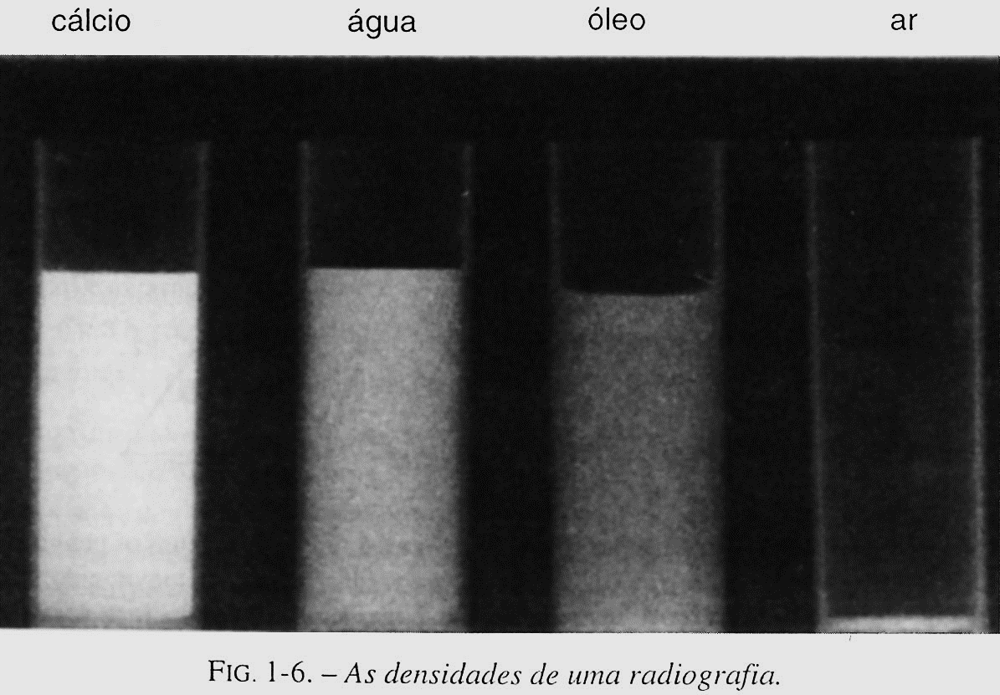 cálcio água óleo ar
FIG. 1-6. – As densidades de uma radiografia.